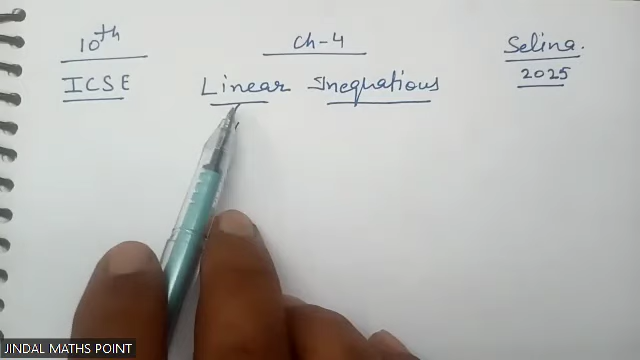 10th
ICSE
Ch-4
Linear Inequations
Selina.
2025
JINDAL MATHS POINT